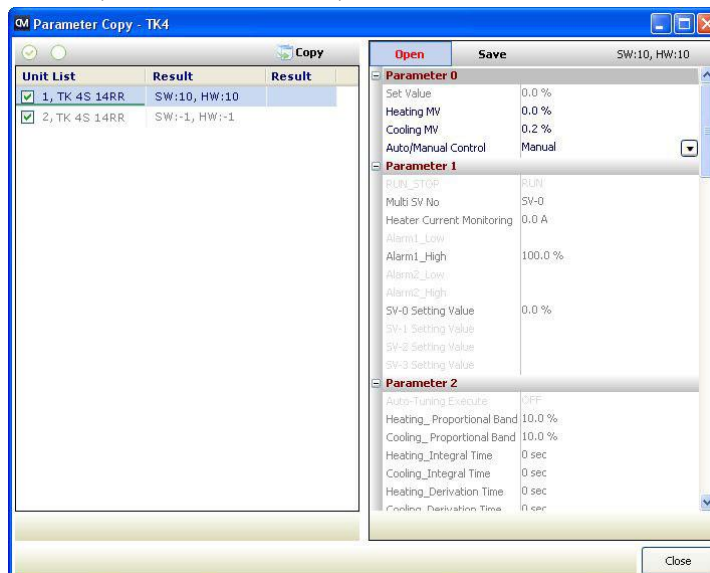 Parameter Copy - TK4
Copy
Unit List Result Result
1, TK 4S 14RR SW:10, HW:10
2, TK 4S 14RR SW:-1, HW:-1
Open Save SW:10, HW:10
Parameter 0
Set Value 0.0 %
Heating MV 0.0 %
Cooling MV 0.2 %
Auto/Manual Control Manual
Parameter 1
RUN_STOP RUN
Multi SV No SV-0
Heater Current Monitoring 0.0 A
Alarm1_Low
Alarm1_High 100.0 %
Alarm2_Low
Alarm2_High
SV-0 Setting Value 0.0 %
SV-1 Setting Value
SV-2 Setting Value
SV-3 Setting Value
Parameter 2
Auto-Tuning Execute OFF
Heating_ Proportional Band 10.0 %
Cooling_ Proportional Band 10.0 %
Heating_Integral Time 0 sec
Cooling_Integral Time 0 sec
Heating_Derivation Time 0 sec
Cooling_Derivation Time 0 sec
Close